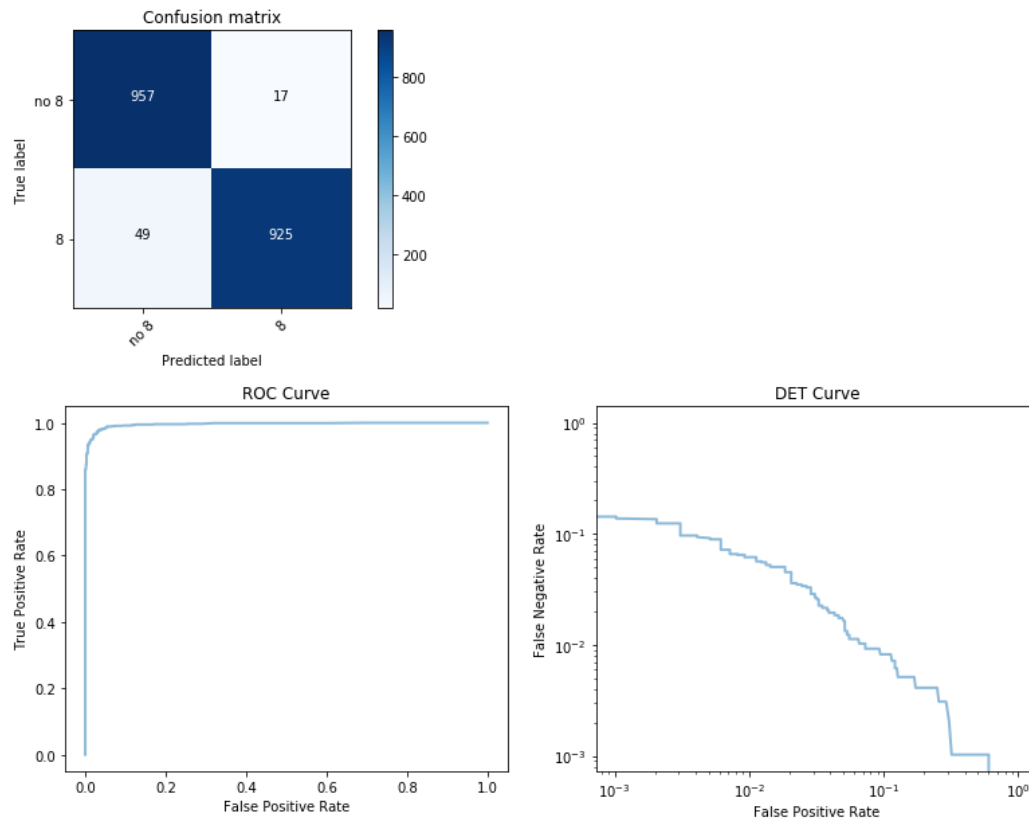 Confusion matrix
True label
no 8
957
17
8
49
925
no 8
8
Predicted label
800
600
400
200
ROC Curve
True Positive Rate
1.0
0.8
0.6
0.4
0.2
0.0
0.0 0.2 0.4 0.6 0.8 1.0
False Positive Rate
DET Curve
False Negative Rate
10⁰
10⁻¹
10⁻²
10⁻³
10⁻³ 10⁻² 10⁻¹ 10⁰
False Positive Rate